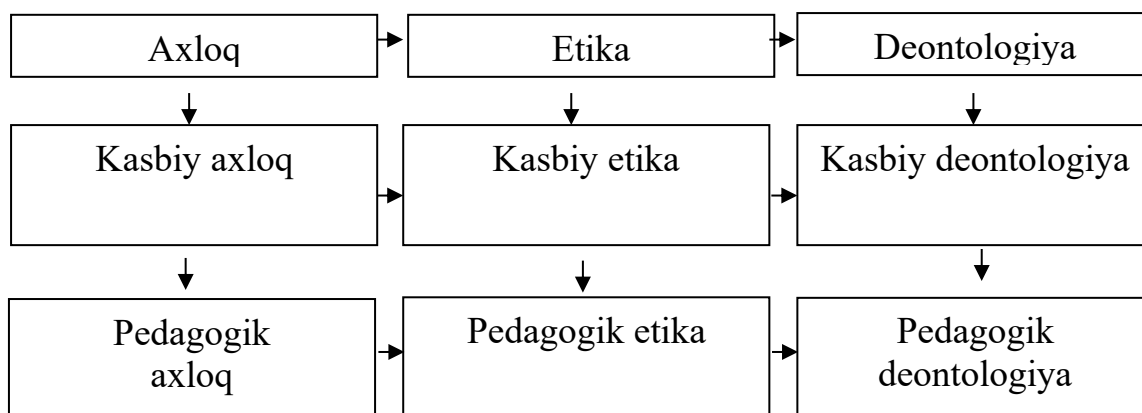 Axloq
Etika
Deontologiya
Kasbiy axloq
Kasbiy etika
Kasbiy deontologiya
Pedagogik
axloq
Pedagogik etika
Pedagogik
deontologiya